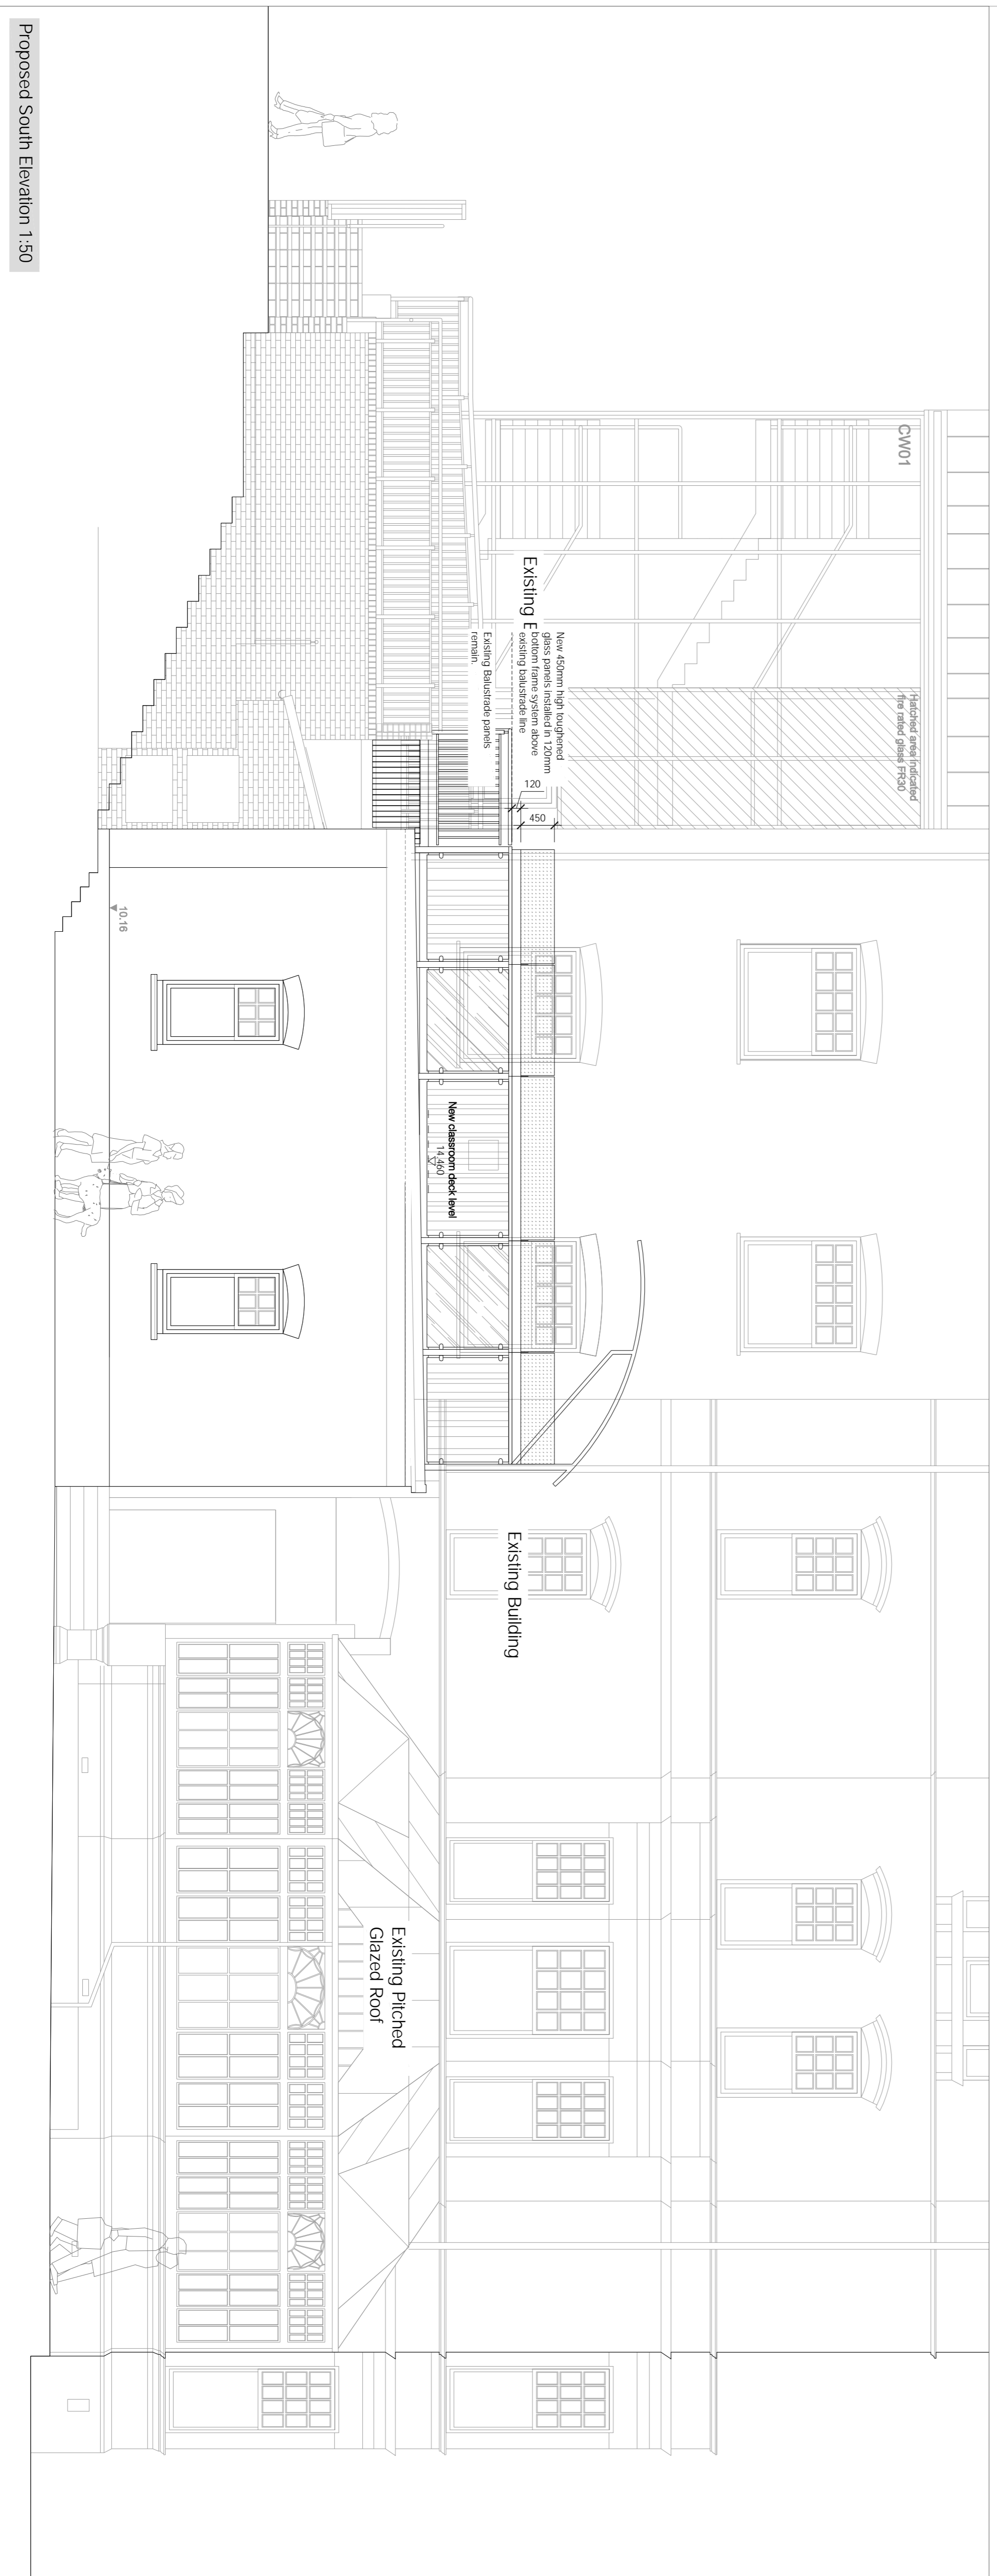 CW01
Hatched area indicated
fire rated glass FR30
New 450mm high toughened
glass panels installed in 120mm
bottom frame system above
existing balustrade line
Existing
Existing Balustrade panels
remain.
120
450
New classroom deck level
14.460
10.16
Existing Building
Existing Pitched
Glazed Roof
Proposed South Elevation 1:50